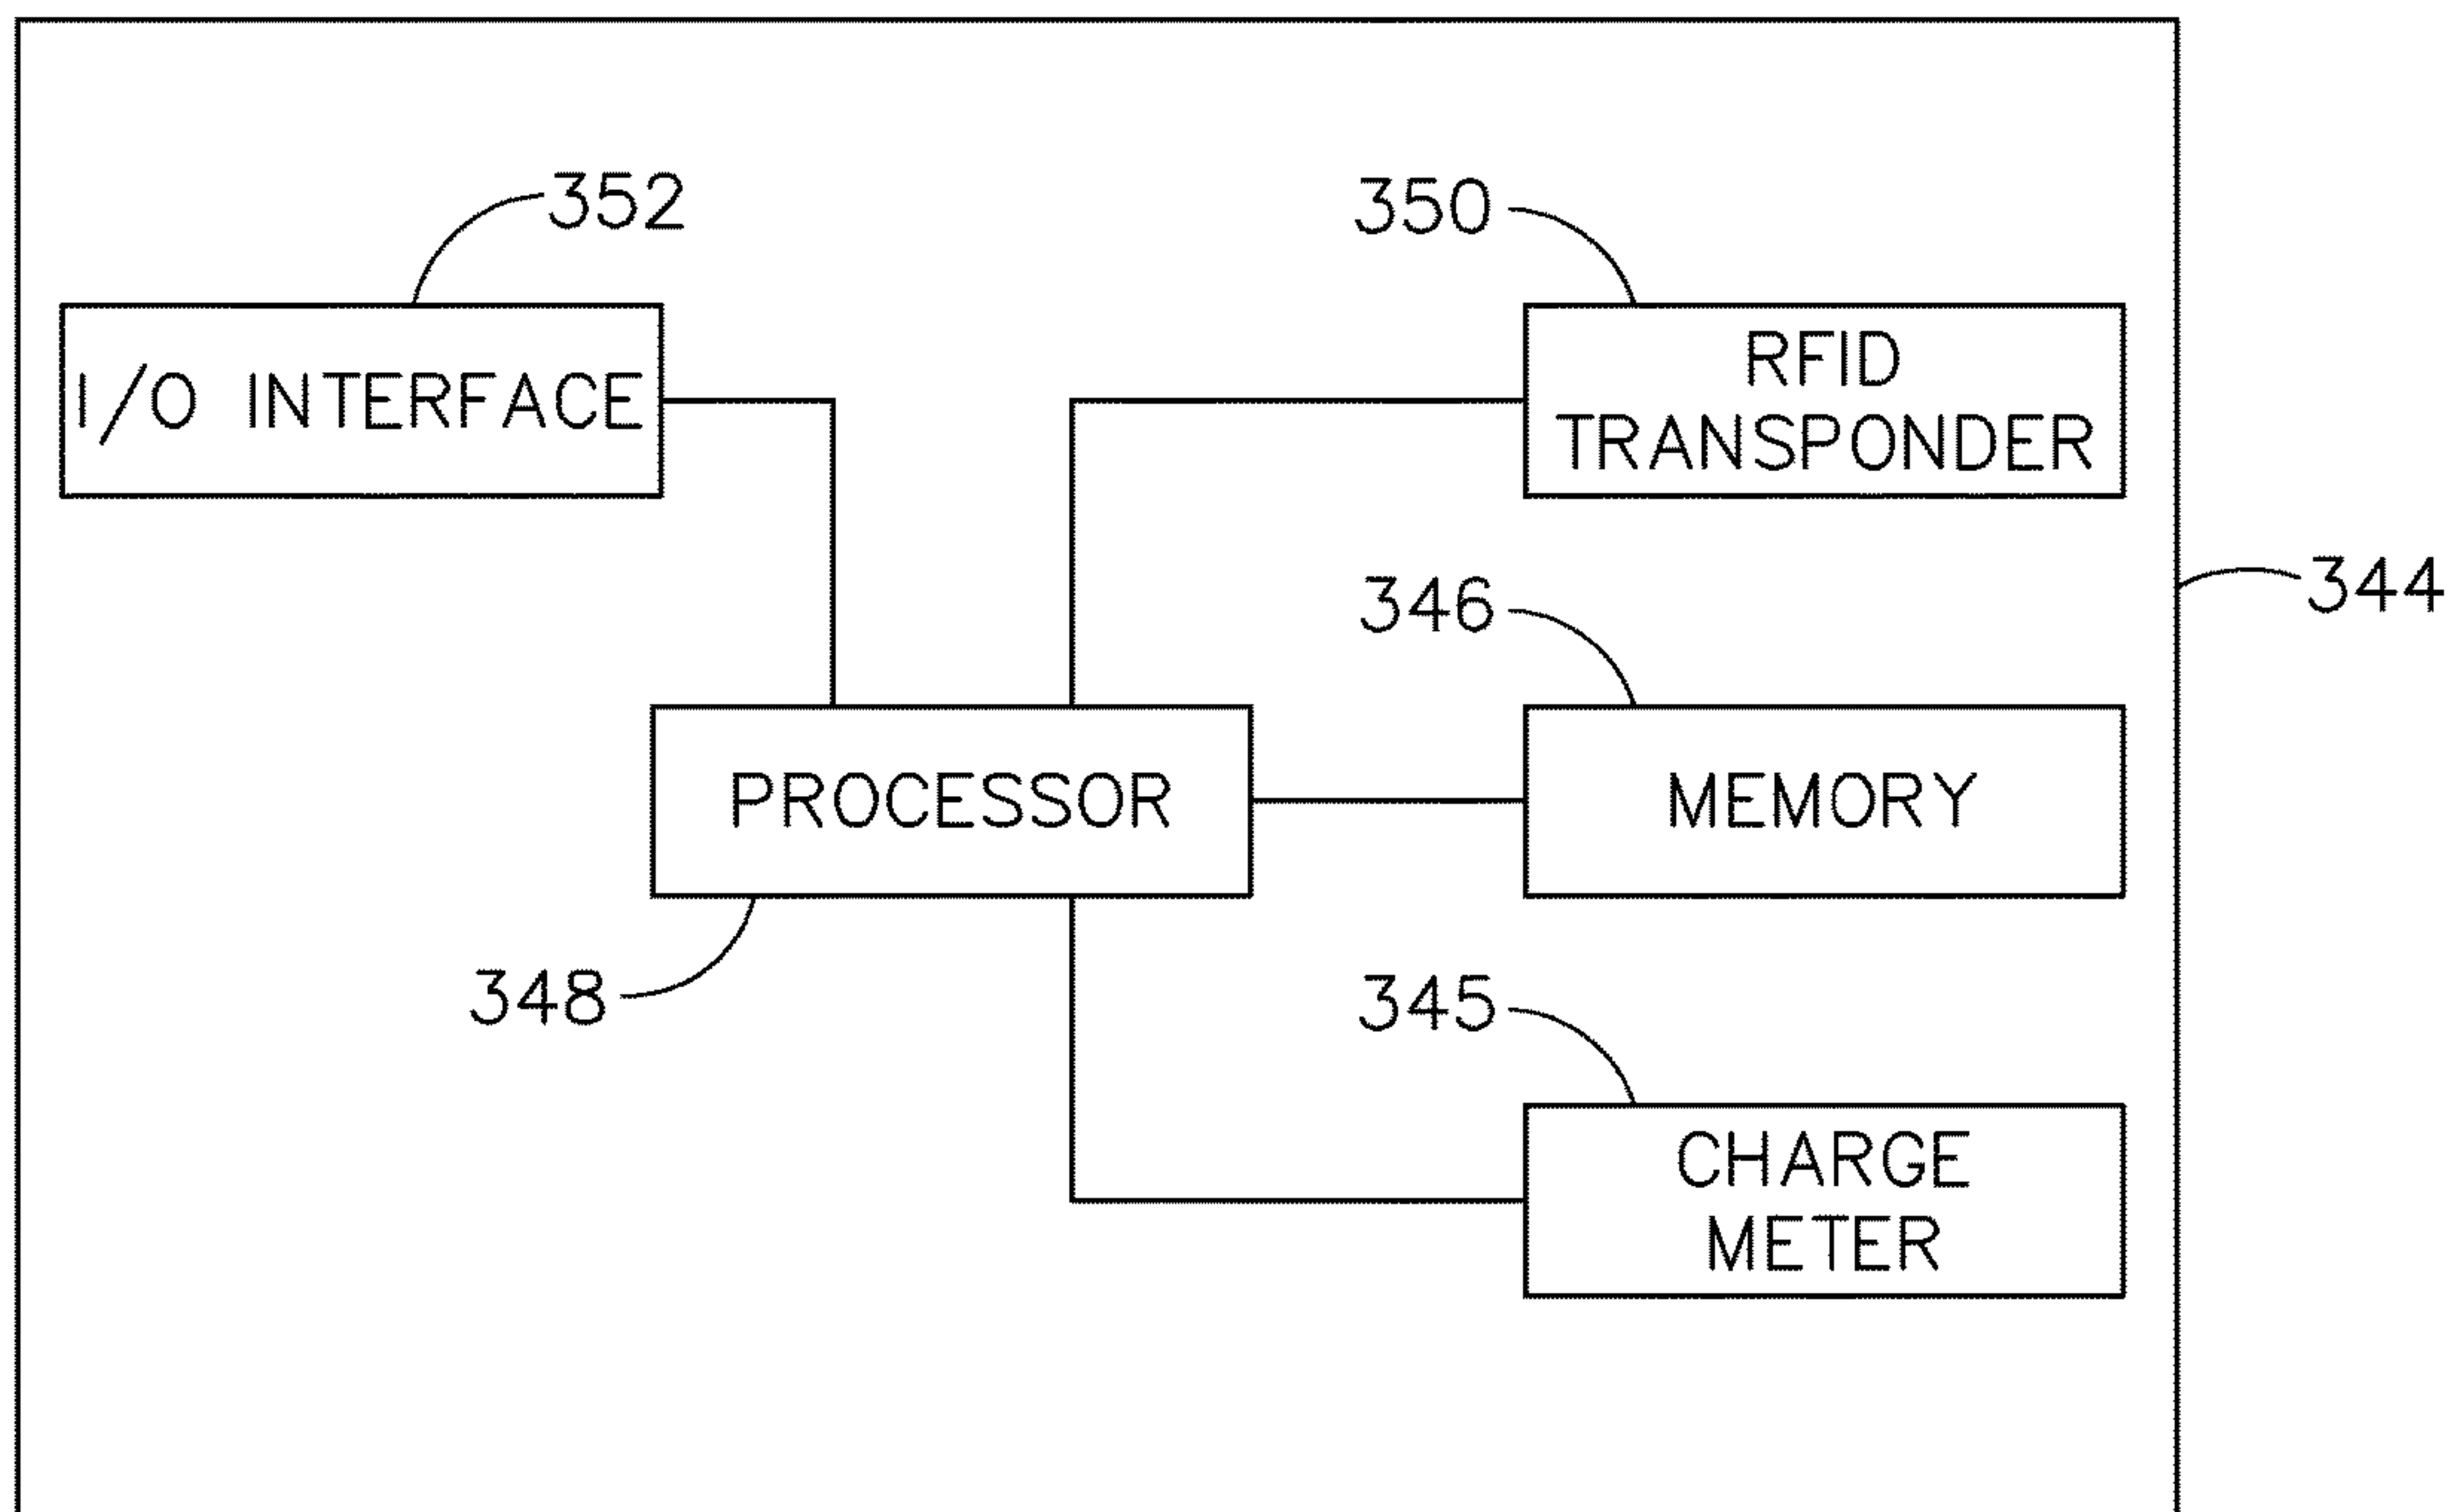 352
350
I/O INTERFACE
RFID
TRANSPONDER
344
346
PROCESSOR
MEMORY
348
345
CHARGE
METER